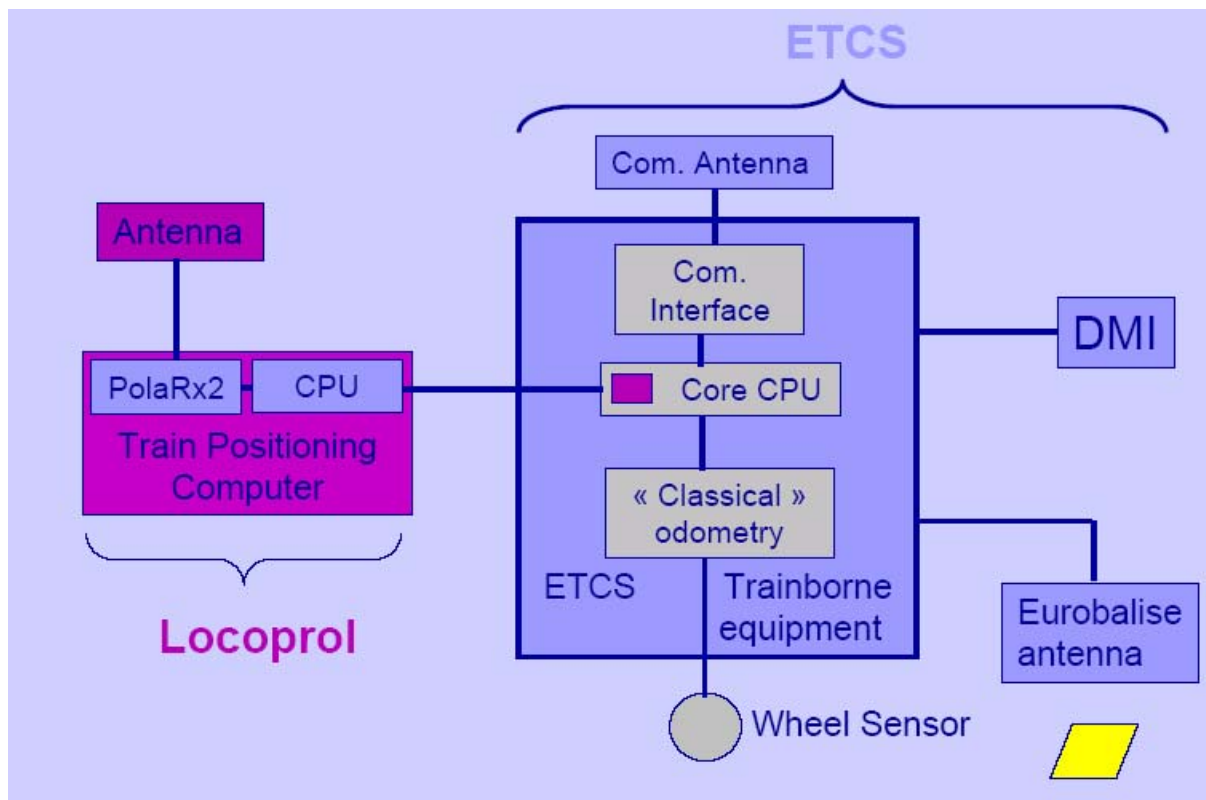 ETCS
Com. Antenna
Antenna
Com.
Interface
DMI
PolaRx2
CPU
Core CPU
Train Positioning
Computer
« Classical »
odometry
ETCS
Trainborne
equipment
Eurobalise
antenna
Locoprol
Wheel Sensor